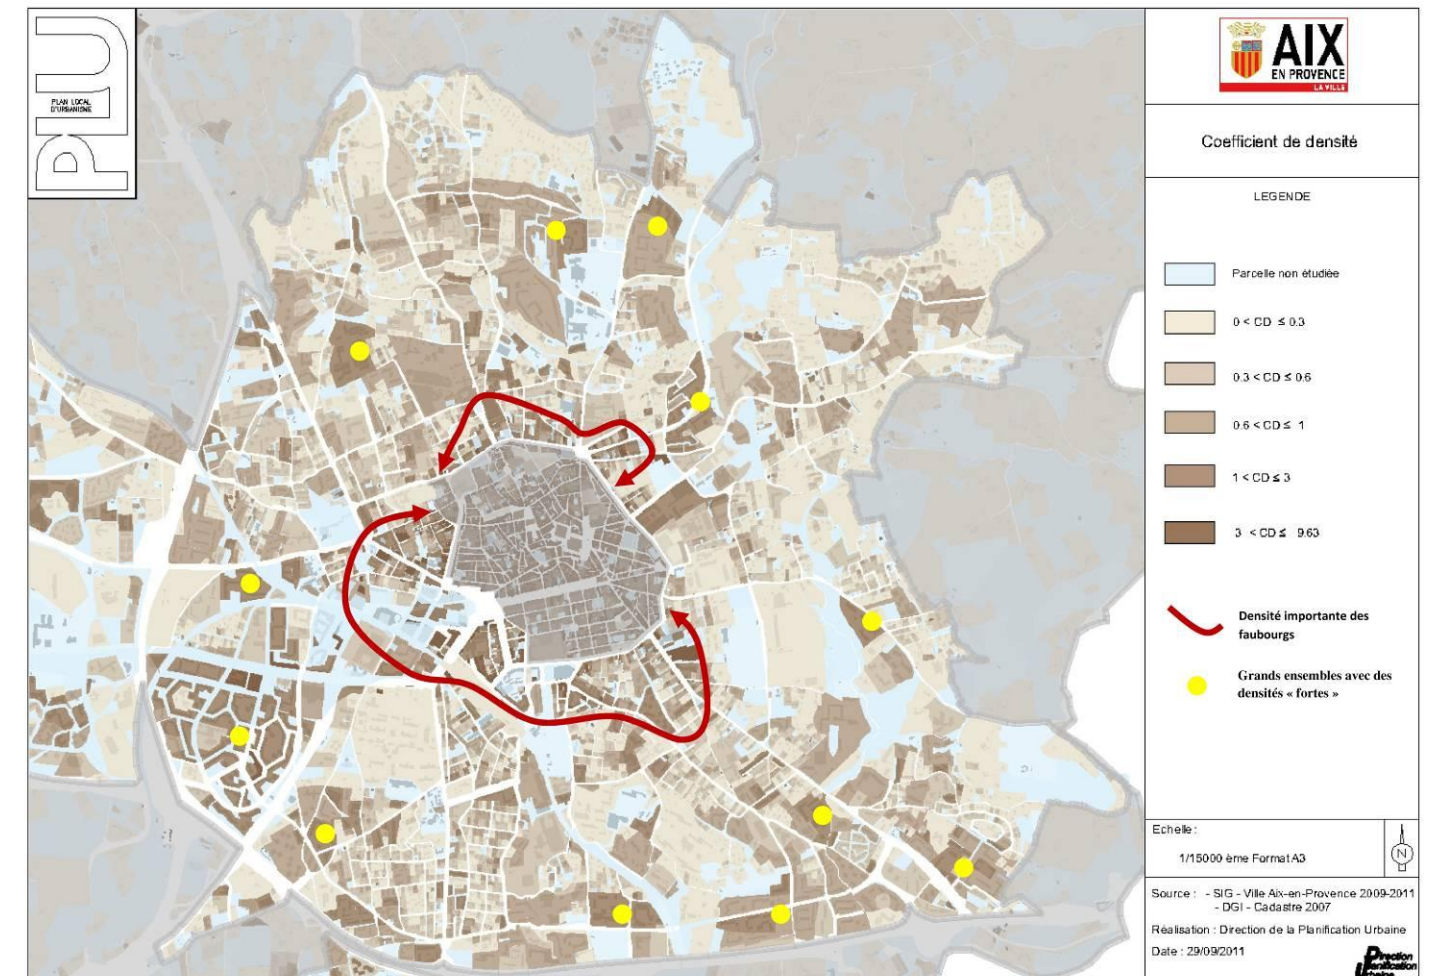 PLU
PLAN LOCAL
D'URBANISME
AIX
EN PROVENCE
LA VILLE
Coefficient de densité
LEGENDE
Parcelle non étudiée
0 < CD ≤ 0.3
0.3 < CD ≤ 0.6
0.6 < CD ≤ 1
1 < CD ≤ 3
3 < CD ≤ 9.63
Densité importante des
faubourgs
Grands ensembles avec des
densités « fortes »
Echelle :
1/15000 ème Format A3
N
Source : - SIG - Ville Aix-en-Provence 2009-2011
- DGI - Cadastre 2007
Réalisation : Direction de la Planification Urbaine
Date : 29/09/2011
Direction
Planification
Urbaine